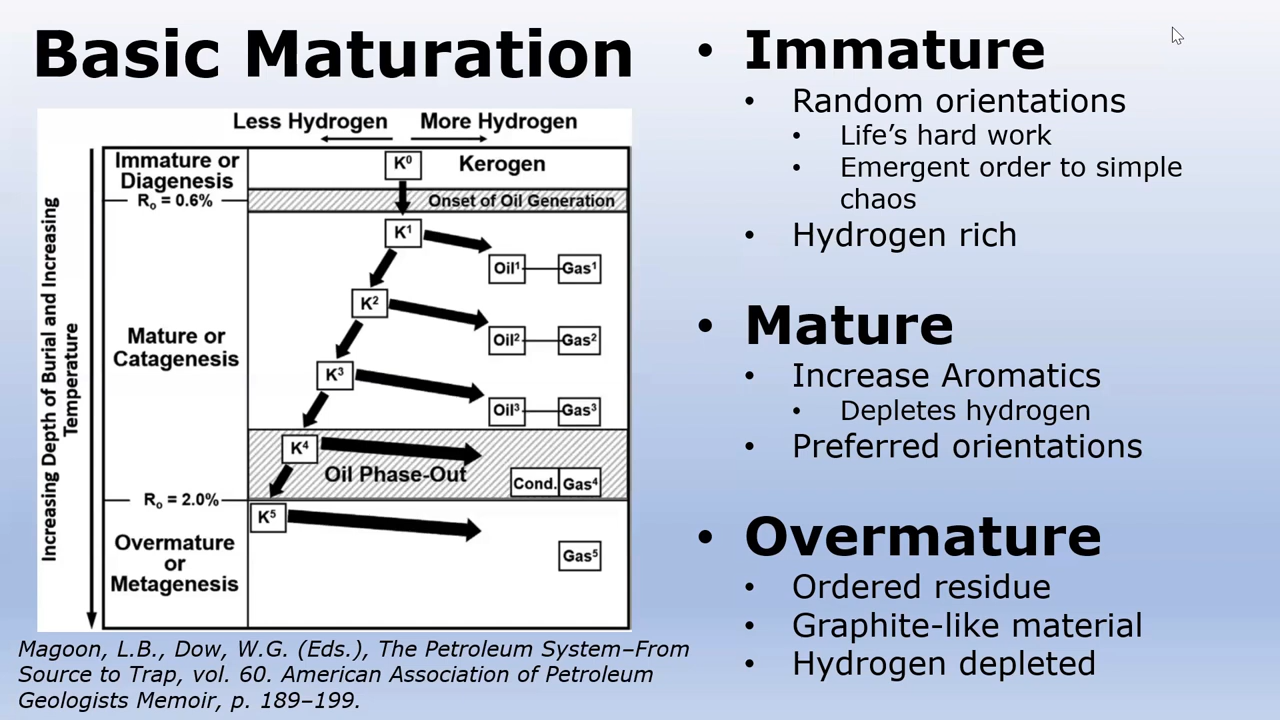 Basic Maturation
Less Hydrogen
More Hydrogen
Increasing Depth of Burial and Increasing
Temperature
Immature or
Diagenesis
R₀ = 0.6%
K⁰
Kerogen
Onset of Oil Generation
K¹
Oil¹
Gas¹
Mature or
Catagenesis
K²
Oil²
Gas²
K³
Oil³
Gas³
K⁴
Oil Phase-Out
Cond.
Gas⁴
R₀ = 2.0%
K⁵
Overmature
or
Metagenesis
Gas⁵
Magoon, L.B., Dow, W.G. (Eds.), The Petroleum System–From
Source to Trap, vol. 60. American Association of Petroleum
Geologists Memoir, p. 189–199.
• Immature
• Random orientations
• Life’s hard work
• Emergent order to simple
chaos
• Hydrogen rich
• Mature
• Increase Aromatics
• Depletes hydrogen
• Preferred orientations
• Overmature
• Ordered residue
• Graphite-like material
• Hydrogen depleted